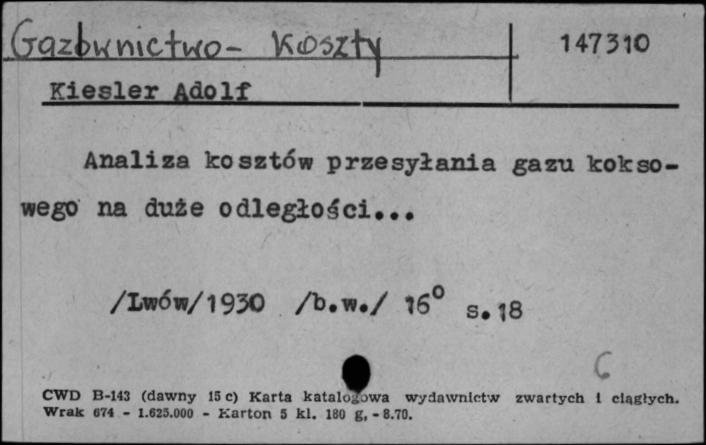 Gazownictwo - Koszty
147310
Kiesler Adolf
Analiza kosztów przesyłania gazu kokso-
wego na duże odległości...
/Lwów/1930 /b.w./ 16° s.18
C
CWD B-143 (dawny 15 c) Karta katalogowa wydawnictw zwartych i ciągłych.
Wrak 674 - 1.625.000 - Karton 5 kl. 180 g, - 8.70.